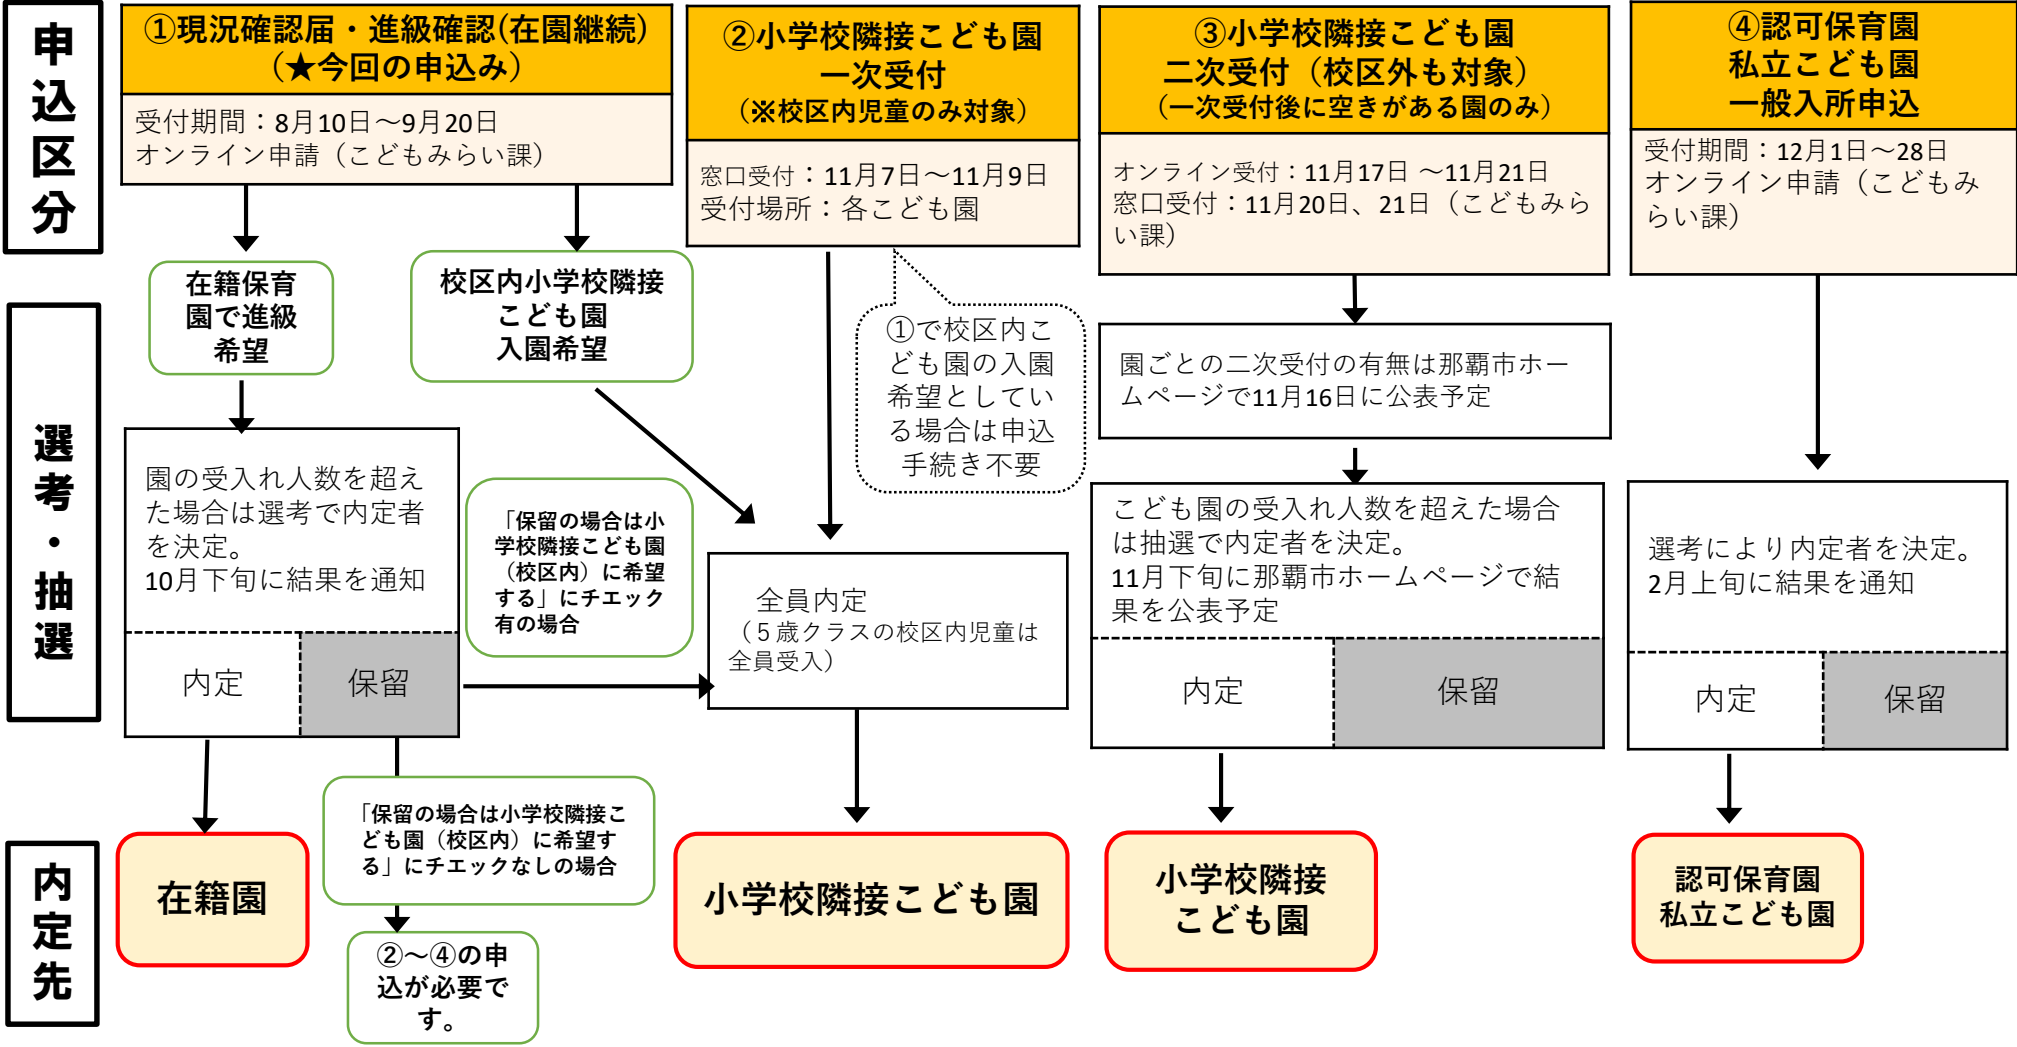 申込区分
①現況確認届・進級確認(在園継続)
（★今回の申込み）
受付期間：8月10日～9月20日
オンライン申請（こどもみらい課）
②小学校隣接こども園
一次受付
（※校区内児童のみ対象）
窓口受付：11月7日～11月9日
受付場所：各こども園
③小学校隣接こども園
二次受付（校区外も対象）
（一次受付後に空きがある園のみ）
オンライン受付：11月17日 ～11月21日
窓口受付：11月20日、21日（こどもみら
い課）
④認可保育園
私立こども園
一般入所申込
受付期間：12月1日～28日
オンライン申請（こどもみ
らい課）
在籍保育
園で進級
希望
校区内小学校隣接
こども園
入園希望
①で校区内こ
ども園の入園
希望としてい
る場合は申込
手続き不要
園ごとの二次受付の有無は那覇市ホー
ムページで11月16日に公表予定
選考・抽選
園の受入れ人数を超え
た場合は選考で内定者
を決定。
10月下旬に結果を通知
内定
保留
「保留の場合は小
学校隣接こども園
（校区内）に希望
する」にチエック
有の場合
全員内定
（５歳クラスの校区内児童は
全員受入）
こども園の受入れ人数を超えた場合
は抽選で内定者を決定。
11月下旬に那覇市ホームページで結
果を公表予定
内定
保留
選考により内定者を決定。
2月上旬に結果を通知
内定
保留
内定先
在籍園
「保留の場合は小学校隣接こ
ども園（校区内）に希望す
る」にチエックなしの場合
②～④の申
込が必要で
す。
小学校隣接こども園
小学校隣接
こども園
認可保育園
私立こども園